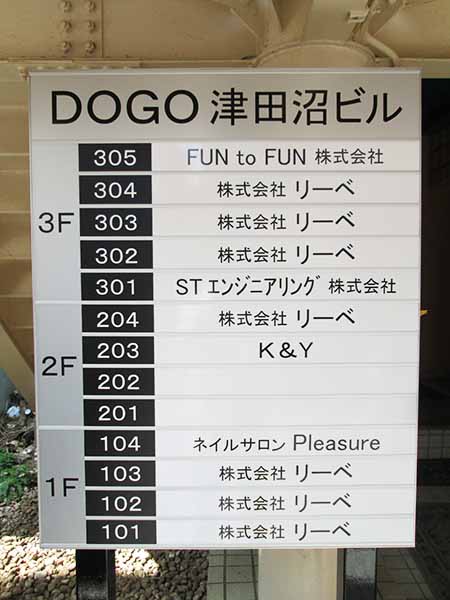 DOGO 津田沼ビル
3F
305 FUN to FUN 株式会社
304 株式会社 リーベ
303 株式会社 リーベ
302 株式会社 リーベ
301 STエンジニアリング 株式会社
2F
204 株式会社 リーベ
203 K&Y
202
201
1F
104 ネイルサロン Pleasure
103 株式会社 リーベ
102 株式会社 リーベ
101 株式会社 リーベ